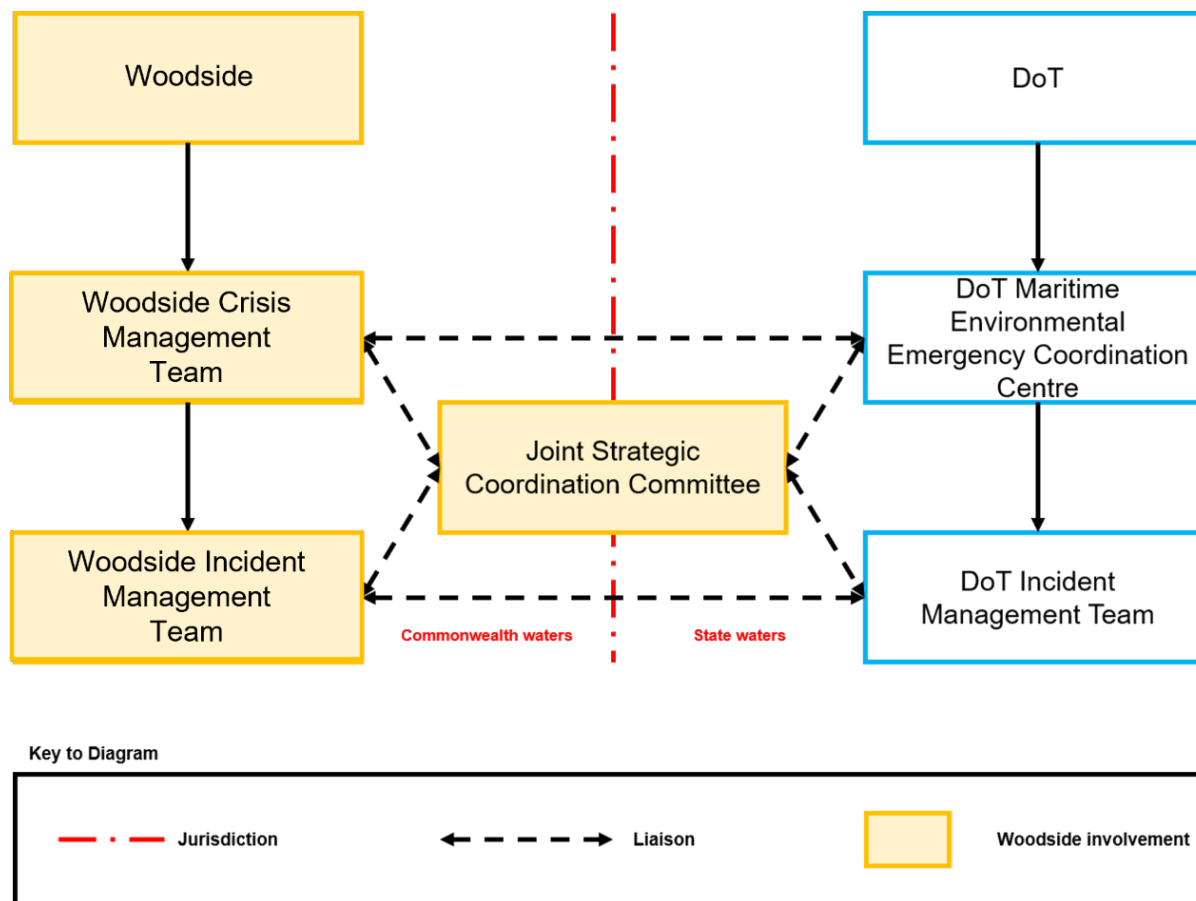 Woodside
DoT
Woodside Crisis
Management
Team
DoT Maritime
Environmental
Emergency Coordination
Centre
Joint Strategic
Coordination Committee
Woodside Incident
Management
Team
DoT Incident
Management Team
Commonwealth waters
State waters
Key to Diagram
Jurisdiction
Liaison
Woodside involvement